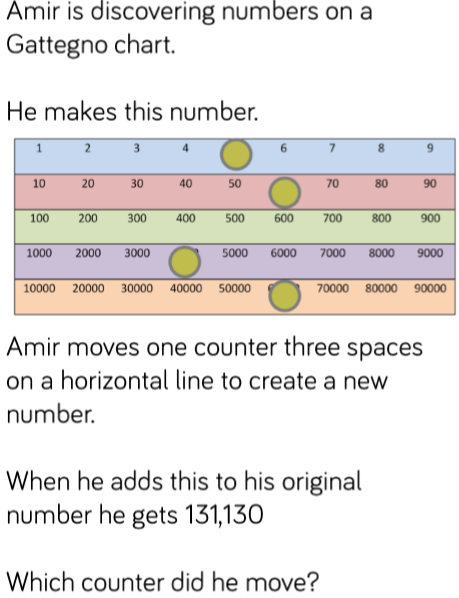 Amir is discovering numbers on a
Gattegno chart.
He makes this number.
1 2 3 4 6 7 8 9
10 20 30 40 50 70 80 90
100 200 300 400 500 600 700 800 900
1000 2000 3000 5000 6000 7000 8000 9000
10000 20000 30000 40000 50000 70000 80000 90000
Amir moves one counter three spaces
on a horizontal line to create a new
number.
When he adds this to his original
number he gets 131,130
Which counter did he move?